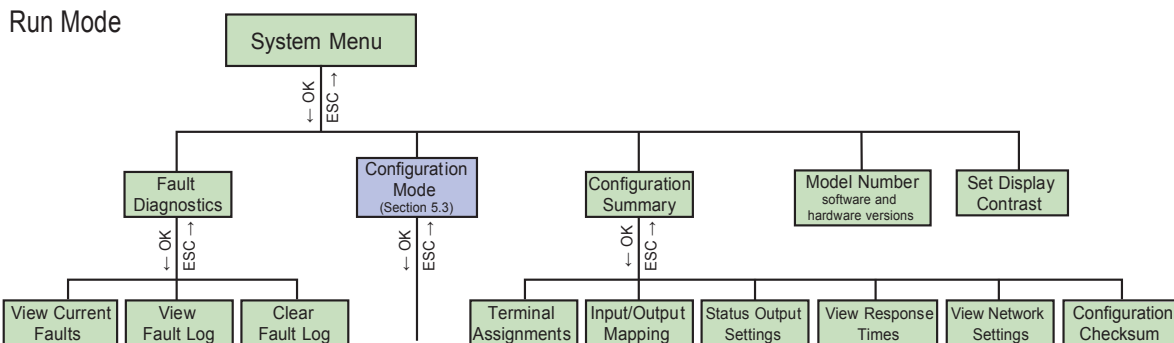 Run Mode
System Menu
← OK
ESC →
Fault
Diagnostics
Configuration
Mode
(Section 5.3)
Configuration
Summary
Model Number
software and
hardware versions
Set Display
Contrast
← OK
ESC →
← OK
ESC →
← OK
ESC →
View Current
Faults
View
Fault Log
Clear
Fault Log
Terminal
Assignments
Input/Output
Mapping
Status Output
Settings
View Response
Times
View Network
Settings
Configuration
Checksum